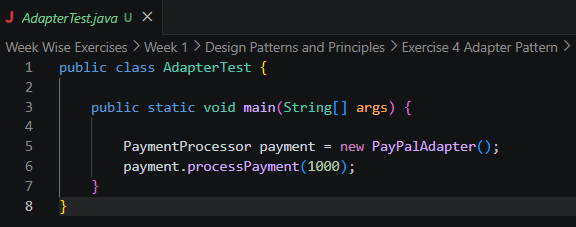 J AdapterTest.java U ×
Week Wise Exercises > Week 1 > Design Patterns and Principles > Exercise 4 Adapter Pattern >
1 public class AdapterTest {
2
3 public static void main(String[] args) {
4
5 PaymentProcessor payment = new PayPalAdapter();
6 payment.processPayment(1000);
7 }
8 }